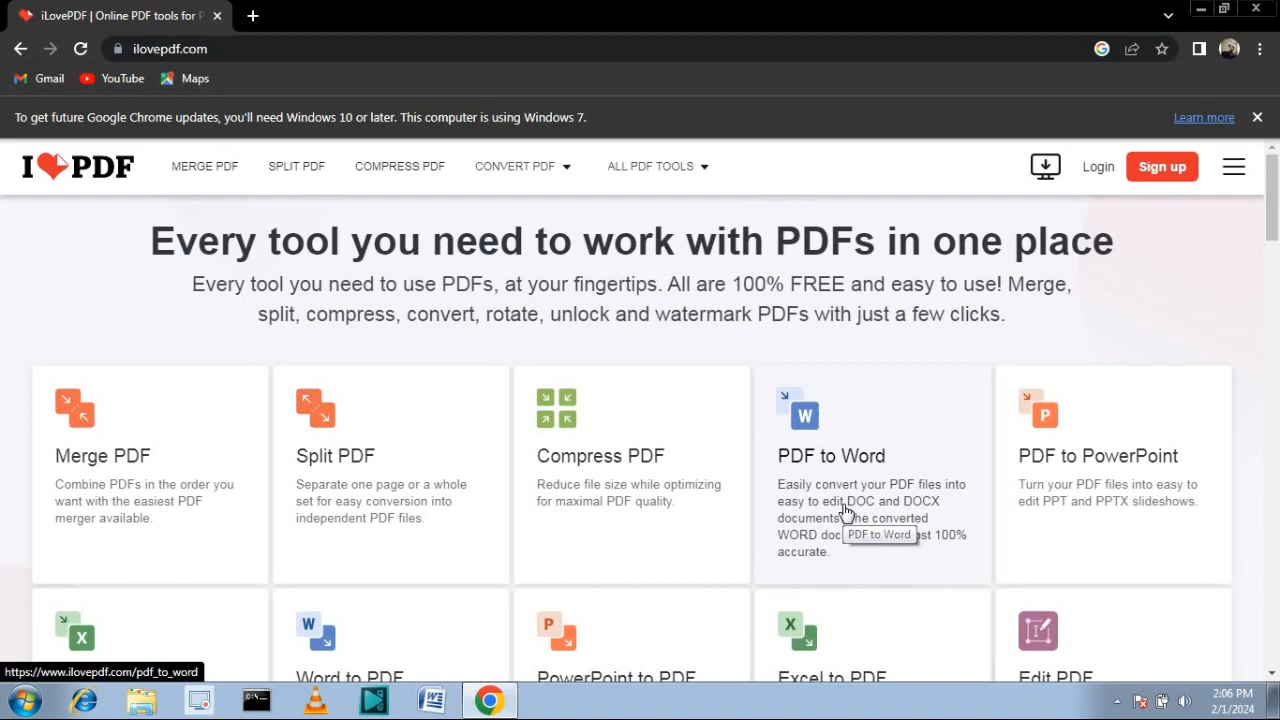 iLovePDF | Online PDF tools for P
ilovepdf.com
Gmail
YouTube
Maps
To get future Google Chrome updates, you'll need Windows 10 or later. This computer is using Windows 7.
Learn more
I PDF
MERGE PDF
SPLIT PDF
COMPRESS PDF
CONVERT PDF
ALL PDF TOOLS
Login
Sign up
Every tool you need to work with PDFs in one place
Every tool you need to use PDFs, at your fingertips. All are 100% FREE and easy to use! Merge,
split, compress, convert, rotate, unlock and watermark PDFs with just a few clicks.
Merge PDF
Combine PDF files in the order you
want with the easiest PDF
merger available.
Split PDF
Separate one page or a whole
set for easy conversion into
independent PDF files.
Compress PDF
Reduce file size while optimizing
for maximal PDF quality.
W
PDF to Word
Easily convert your PDF files into
easy to edit DOC and DOCX
documents. he converted
WORD doc st 100%
accurate.
PDF to Word
P
PDF to PowerPoint
Turn your PDF files into easy to
edit PPT and PPTX slideshows.
X
W
Word to PDF
P
PowerPoint to PDF
X
Excel to PDF
Edit PDF
https://www.ilovepdf.com/pdf_to_word
2:06 PM
2/1/2024